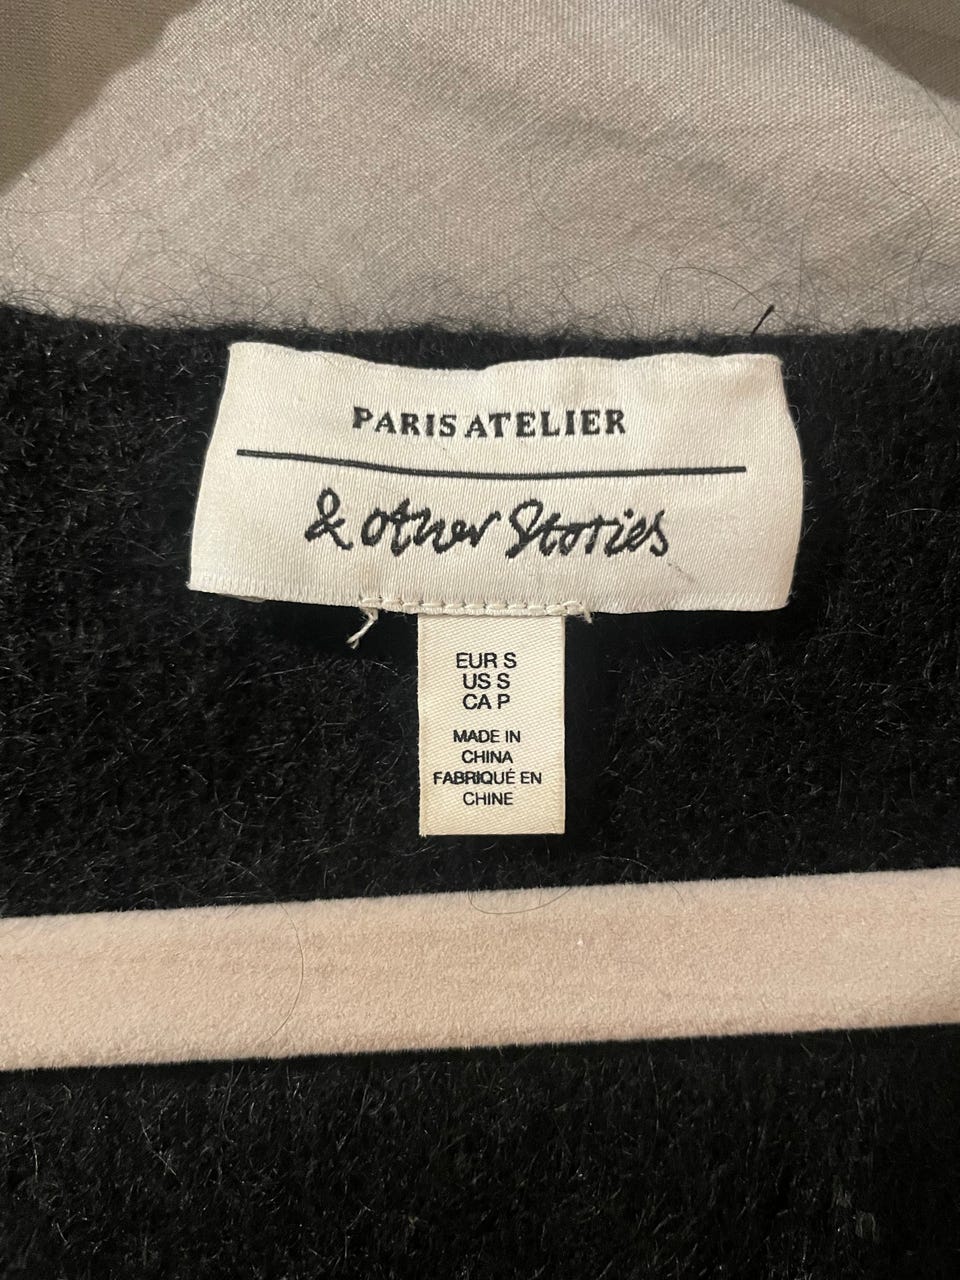 PARIS ATELIER
& other Stories
EUR S
US S
CA P
MADE IN
CHINA
FABRIQUÉ EN
CHINE